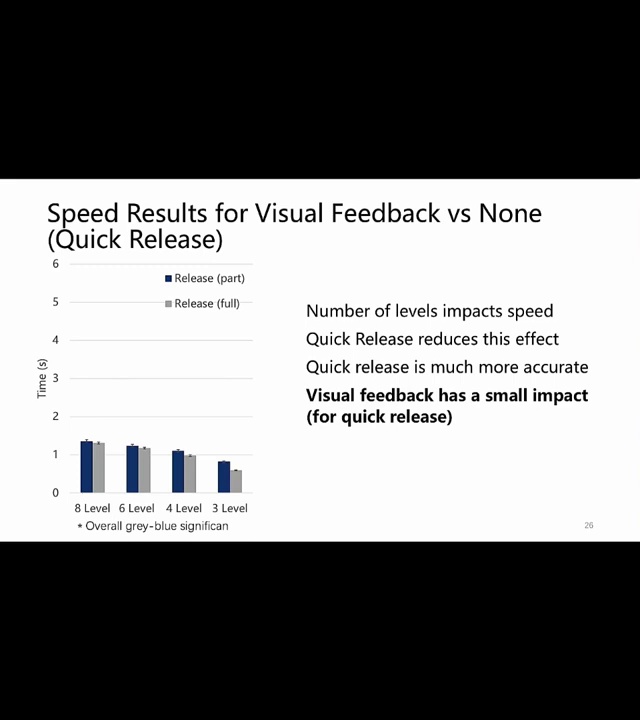 Speed Results for Visual Feedback vs None
(Quick Release)
6
5
4
3
2
1
0
Time (s)
Release (part)
Release (full)
8 Level 6 Level 4 Level 3 Level
* Overall grey-blue significan
Number of levels impacts speed
Quick Release reduces this effect
Quick release is much more accurate
Visual feedback has a small impact
(for quick release)
26